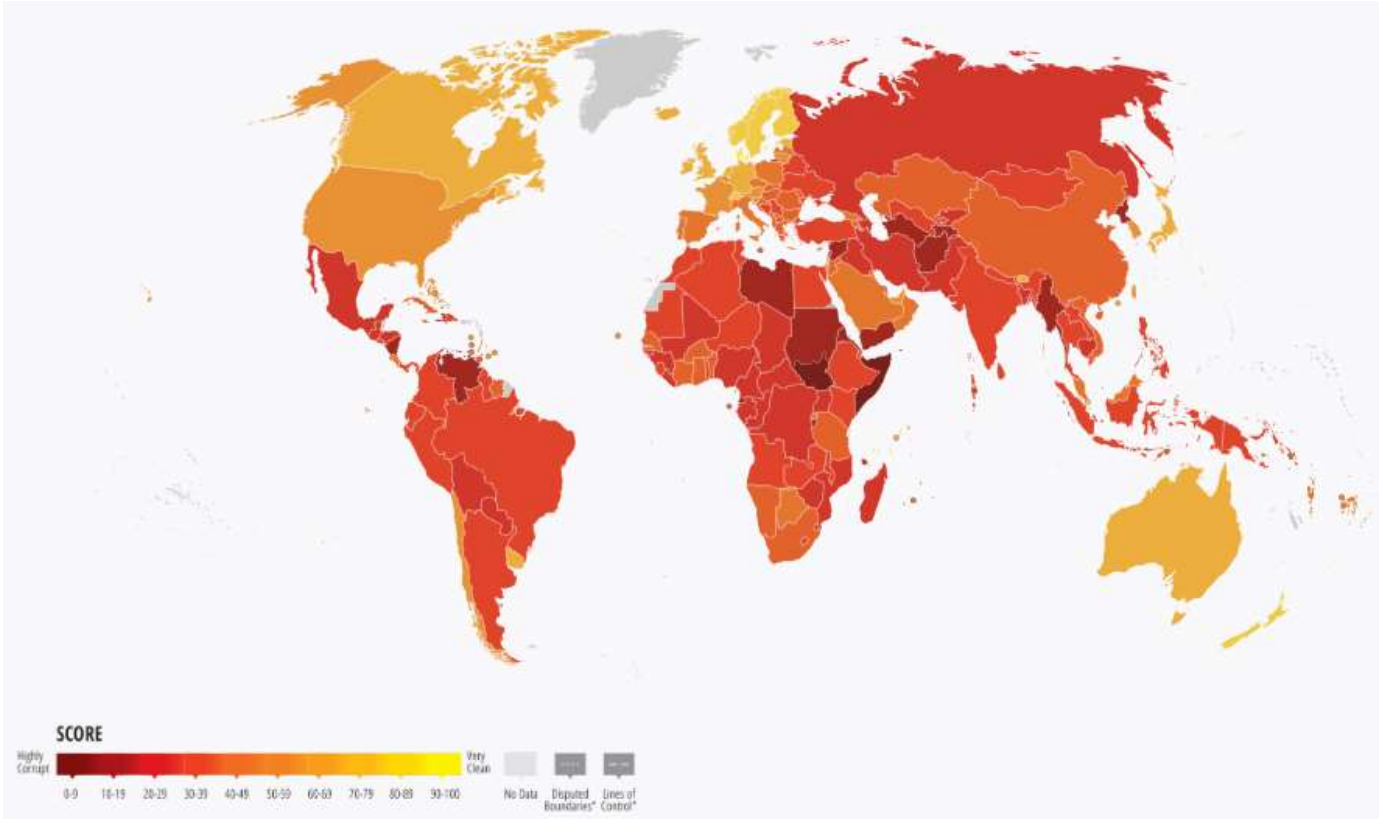 SCORE
Highly
Corrupt
Very
Clean
0-9 10-19 20-29 30-39 40-49 50-59 60-69 70-79 80-89 90-100
No Data
Disputed
Boundaries*
Lines of
Control*